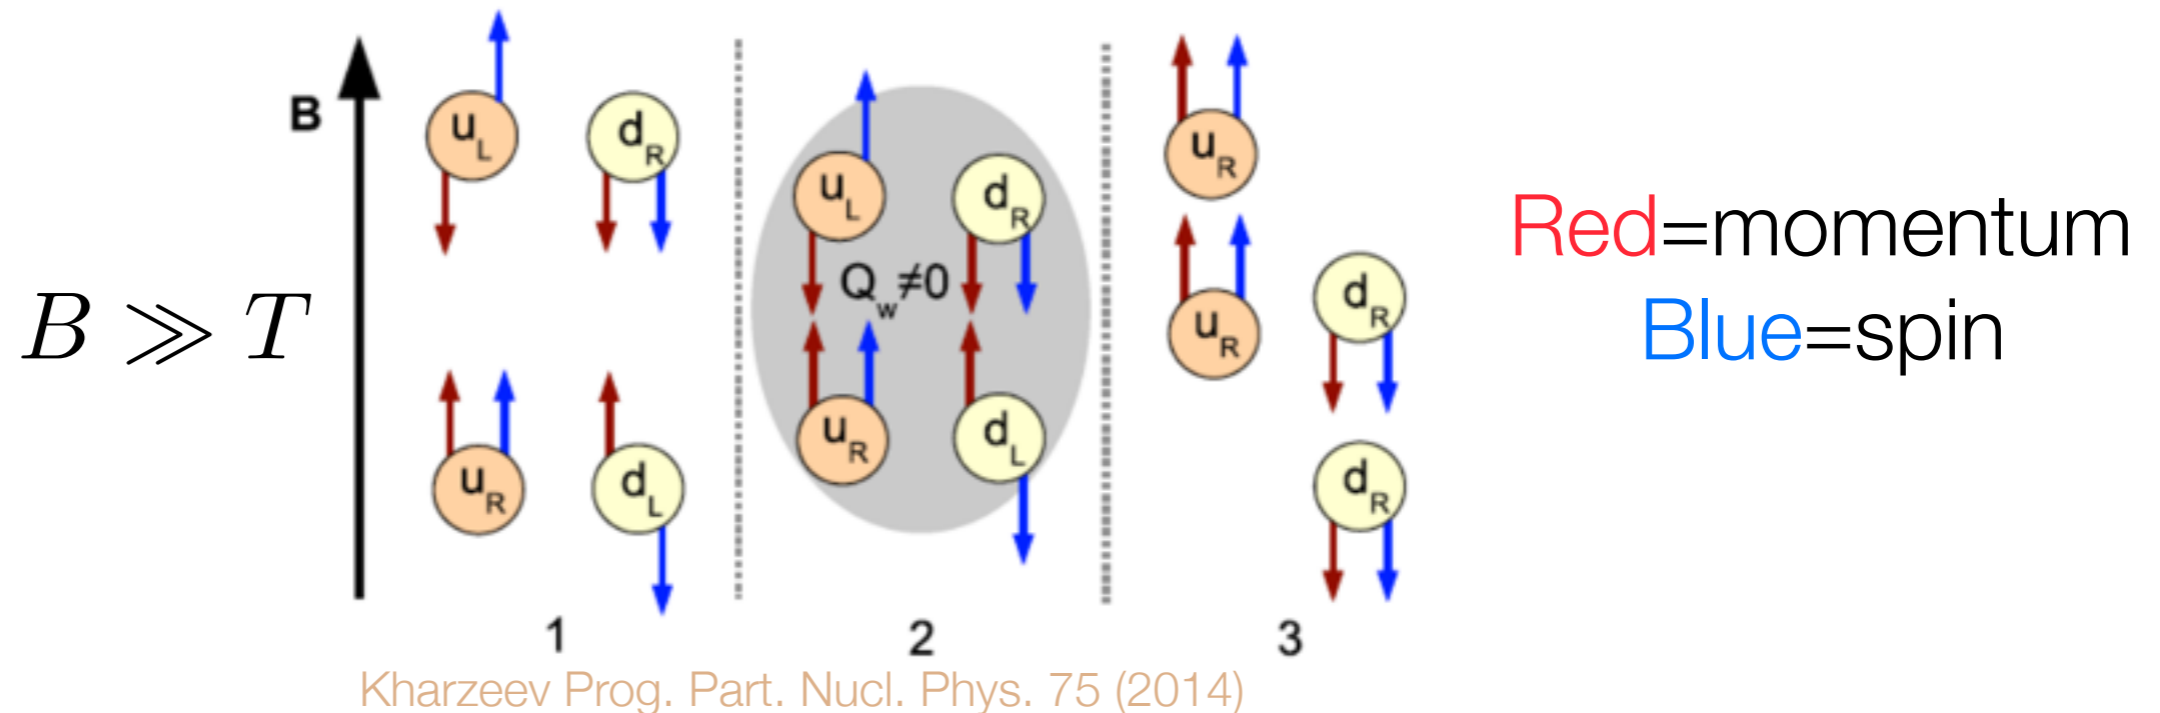 B
u_L d_R
u_R d_L
B ≫ T
u_L d_R
Q_w≠0
u_R d_L
u_R
u_R d_R
d_R
1 2 3
Red=momentum
Blue=spin
Kharzeev Prog. Part. Nucl. Phys. 75 (2014)